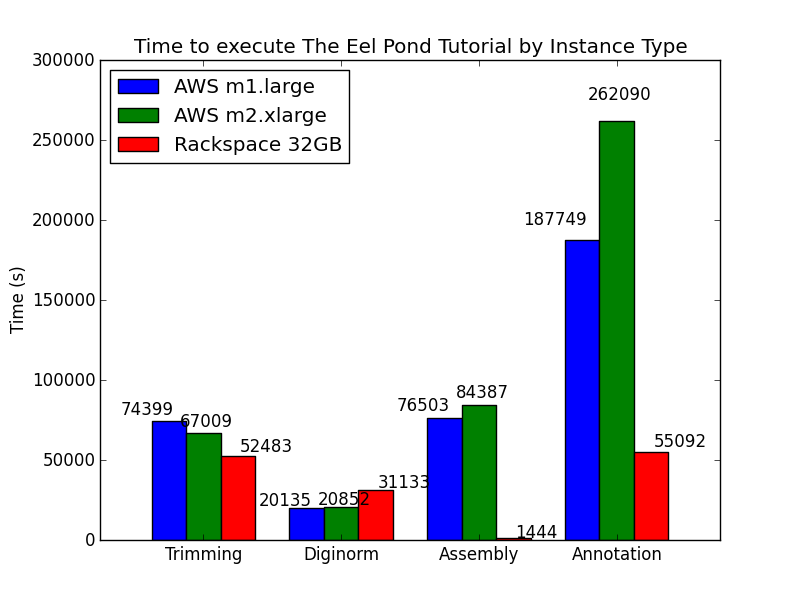 Time to execute The Eel Pond Tutorial by Instance Type
300000
250000
200000
150000
100000
50000
0
Time (s)
AWS m1.large
AWS m2.xlarge
Rackspace 32GB
74399
67009
52483
20135
20852
31133
76503
84387
1444
187749
262090
55092
Trimming
Diginorm
Assembly
Annotation